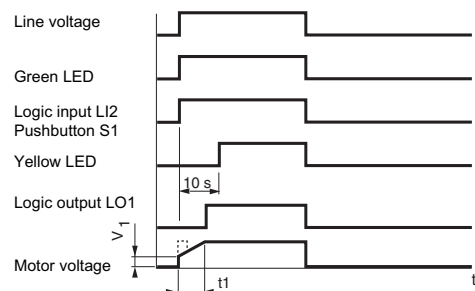 Line voltage
Green LED
Logic input LI2
Pushbutton S1
Yellow LED
10 s
Logic output LO1
V1
Motor voltage
t1
t